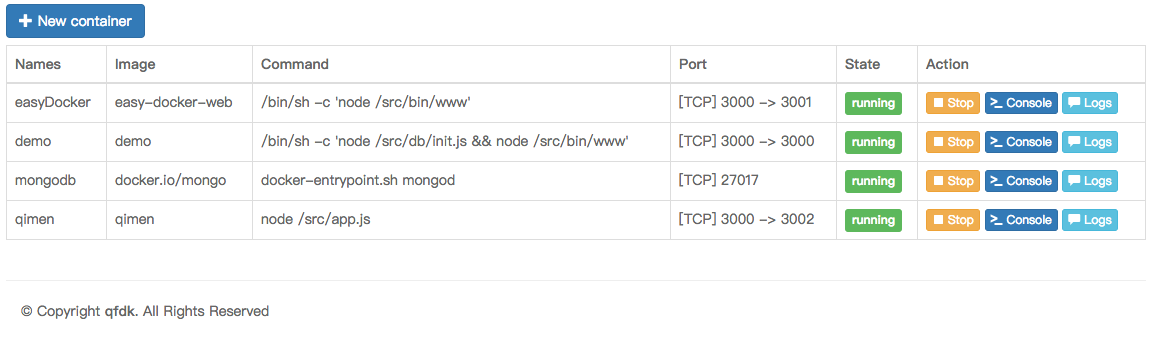 New container
Names Image Command Port State Action
easyDocker easy-docker-web /bin/sh -c 'node /src/bin/www' [TCP] 3000 -> 3001 running Stop Console Logs
demo demo /bin/sh -c 'node /src/db/init.js && node /src/bin/www' [TCP] 3000 -> 3000 running Stop Console Logs
mongodb docker.io/mongo docker-entrypoint.sh mongod [TCP] 27017 running Stop Console Logs
qimen qimen node /src/app.js [TCP] 3000 -> 3002 running Stop Console Logs
© Copyright qfdk. All Rights Reserved